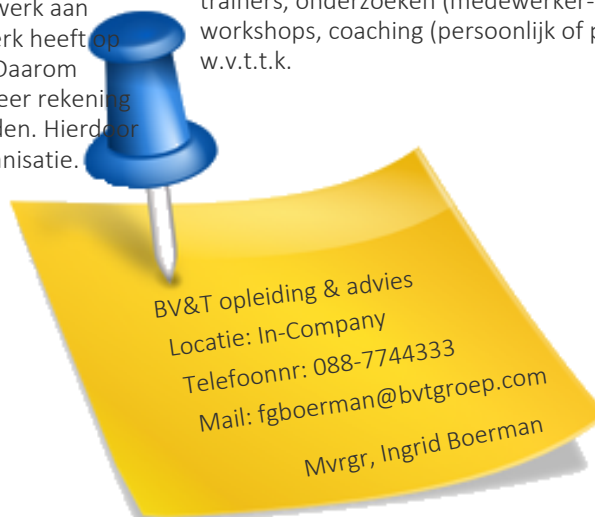 werk aan
erk heeft op
Daarom
eer rekening
den. Hierdoor
nisatie.
trainers, onderzoeken (medewerker-
workshops, coaching (persoonlijk of p
w.v.t.t.k.
BV&T opleiding & advies
Locatie: In-Company
Telefoonnr: 088-7744333
Mail: fgboerman@bvtgroep.com
Mvrgr, Ingrid Boerman